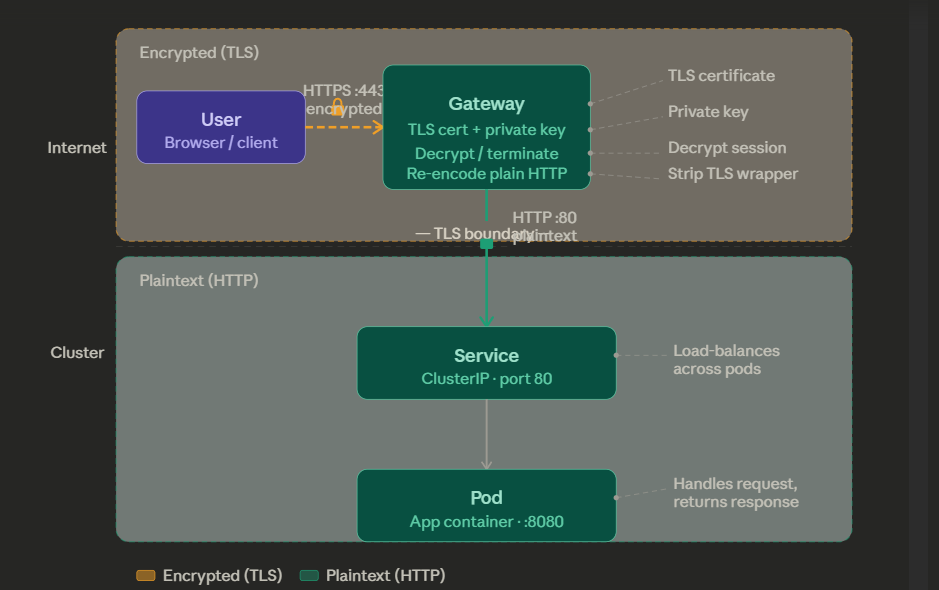 Encrypted (TLS)
HTTPS :443
encrypted
User
Browser / client
Internet
Gateway
TLS cert + private key
Decrypt / terminate
Re-encode plain HTTP
TLS certificate
Private key
Decrypt session
Strip TLS wrapper
HTTP :80
plaintext
— TLS boundary
Plaintext (HTTP)
Cluster
Service
ClusterIP · port 80
Load-balances
across pods
Pod
App container · :8080
Handles request,
returns response
Encrypted (TLS)
Plaintext (HTTP)